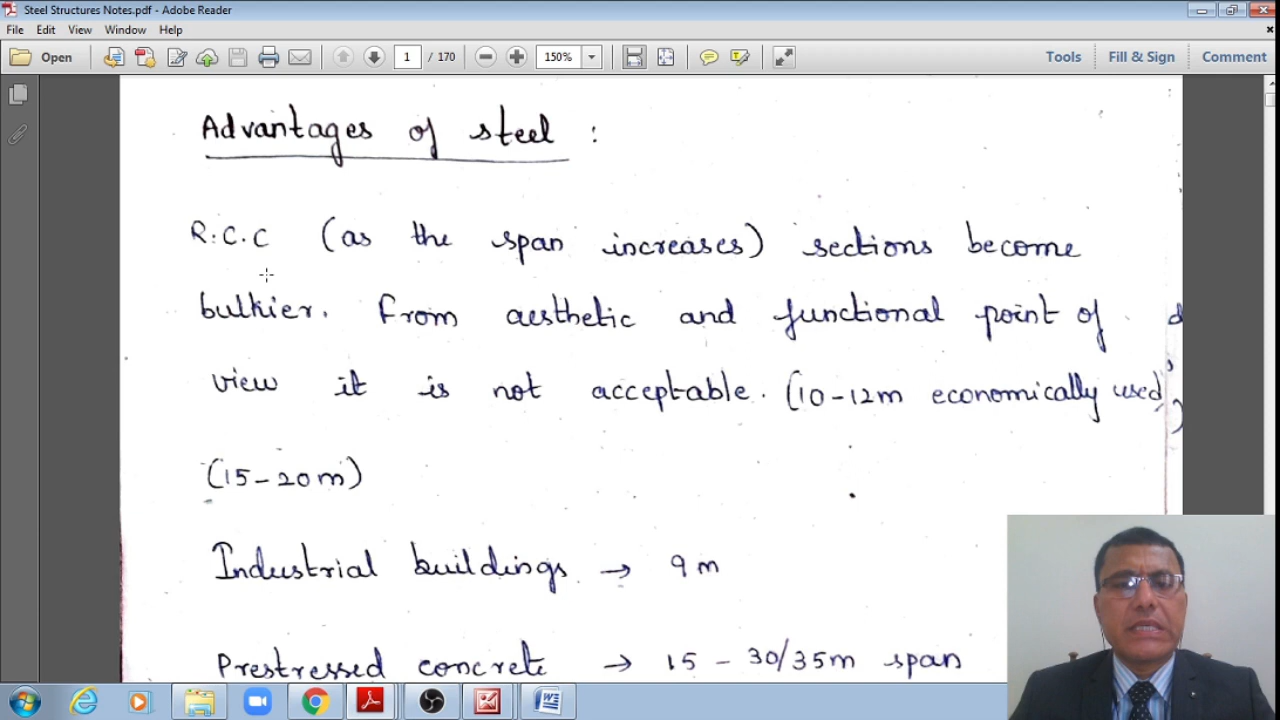 Steel Structures Notes.pdf - Adobe Reader
File Edit View Window Help
Open 1 / 170 150% Tools Fill & Sign Comment
Advantages of steel :
R.C.C (as the span increases) sections become
bulkier. From aesthetic and functional point of
view it is not acceptable. (10-12m economically used)
(15-20m)
Industrial buildings → 9m
Prestressed concrete → 15 - 30/35m span